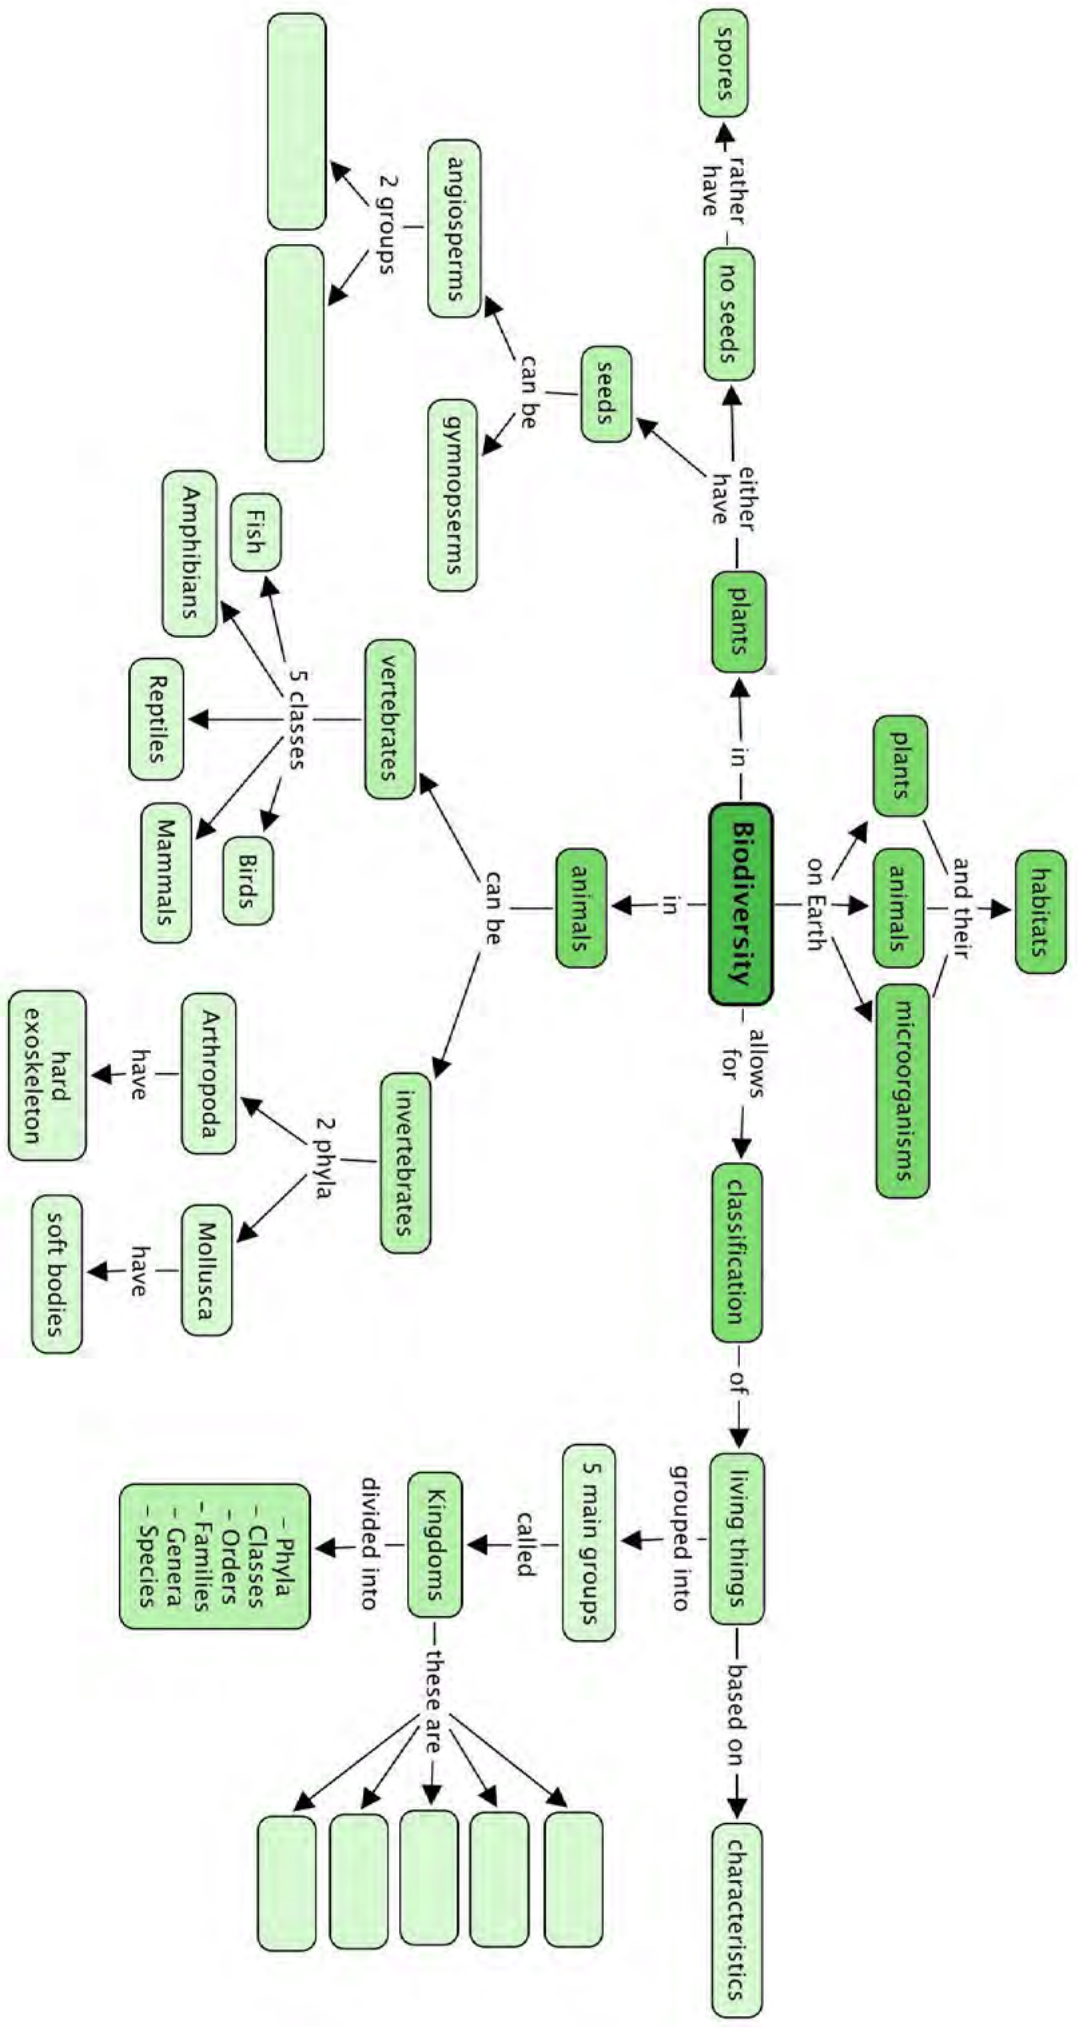 habitats
and their
plants
animals
microorganisms
on Earth
spores
rather
have
no seeds
either
have
plants
in
Biodiversity
allows
for
classification
of
living things
based on
characteristics
in
grouped into
seeds
animals
5 main groups
can be
can be
called
angiosperms
gymnopserms
2 groups
vertebrates
invertebrates
Kingdoms
these are
5 classes
2 phyla
divided into
Fish
Amphibians
Reptiles
Mammals
Birds
Arthropoda
Mollusca
– Phyla
– Classes
– Orders
– Families
– Genera
– Species
have
have
hard
exoskeleton
soft bodies